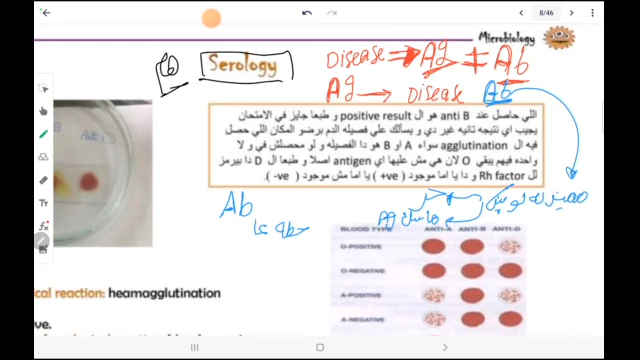 8/46
Microbiology
Disease → Ag + Ab
Lab
Serology
Ag → Disease Ab
اللي حاصل عند anti B هو ال positive result و طبعا جايز في الامتحان
يجيب اي نتيجه تانيه غير دي و يسألك علي فصيله الدم برضو المكان اللي حصل
فيه ال agglutination سواء A او B هو دا الفصيله و لو محصلش في و لا
واحده فيهم يبقي O لان هي مش عليها اي antigen اصلا و طبعا ال D دا بيرمز
لل Rh factor و دا يا اما موجود (+ve) يا اما مش موجود (-ve).
Ab
Ag
BLOOD TYPE ANTI-A ANTI-B ANTI-D
O-POSITIVE
O-NEGATIVE
A-POSITIVE
A-NEGATIVE
cal reaction: heamagglutination
ve.